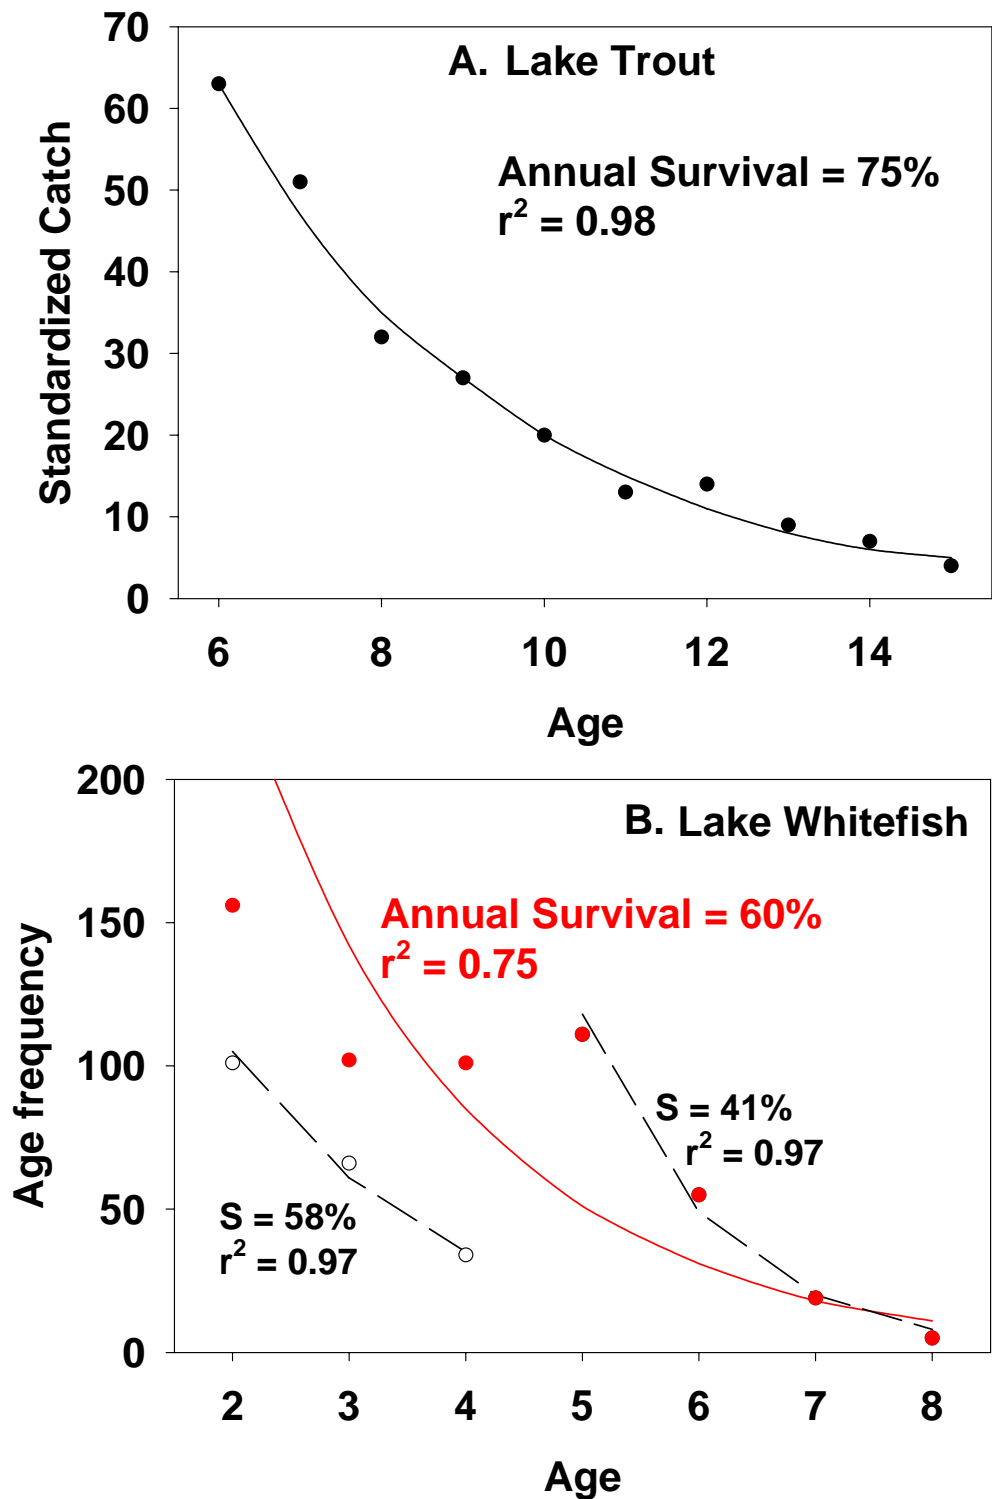 A. Lake Trout
Annual Survival = 75%
r² = 0.98
Standardized Catch
70
60
50
40
30
20
10
0
6 8 10 12 14
Age
B. Lake Whitefish
Annual Survival = 60%
r² = 0.75
S = 41%
r² = 0.97
S = 58%
r² = 0.97
Age frequency
200
150
100
50
0
2 3 4 5 6 7 8
Age